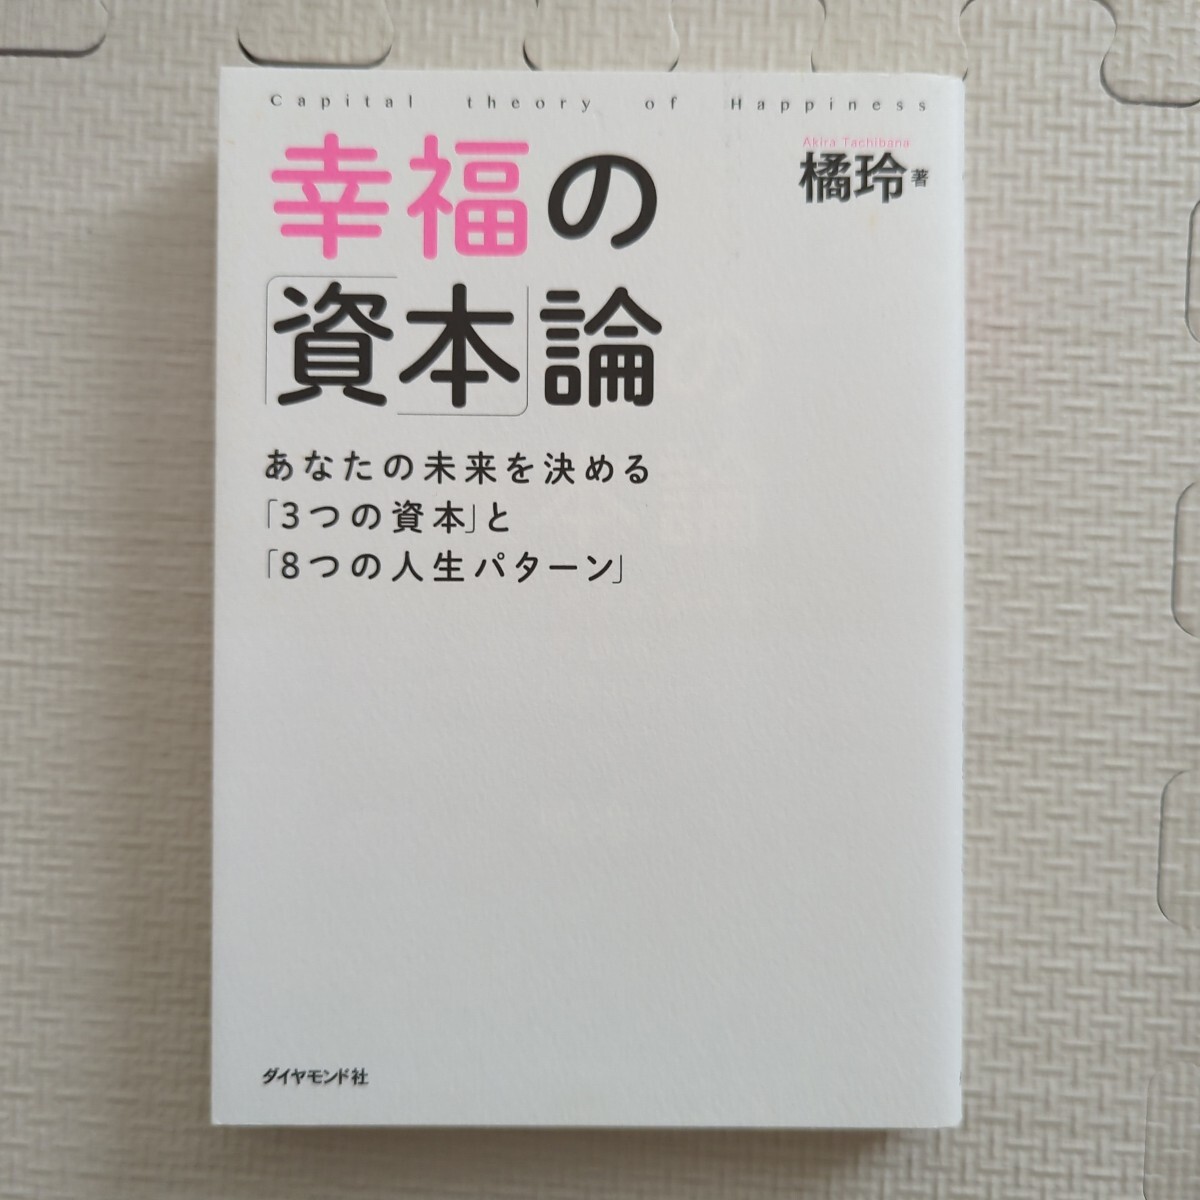 Capital theory of Happiness
幸福の
「資本」論
Akira Tachibana
橘玲 著
あなたの未来を決める
「3つの資本」と
「8つの人生パターン」
ダイヤモンド社